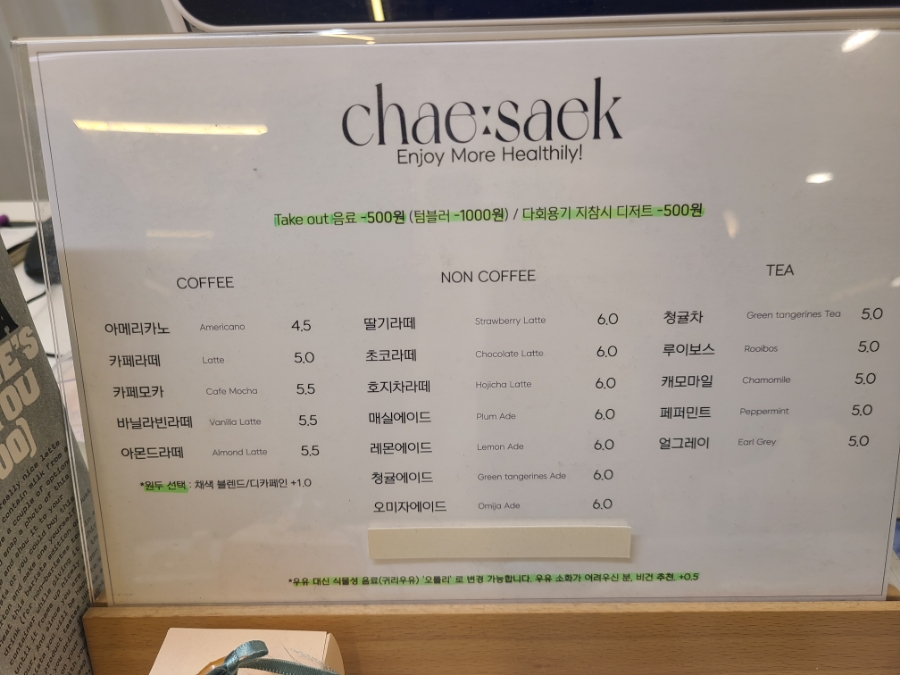 chae:saek
Enjoy More Healthily!
Take out 음료 -500원 (텀블러 -1000원) / 다회용기 지참시 디저트 -500원
COFFEE
아메리카노 Americano 4,5
카페라떼 Latte 5,0
카페모카 Cafe Mocha 5,5
바닐라빈라떼 Vanilla Latte 5,5
아몬드라떼 Almond Latte 5,5
*원두 선택 : 채색 블렌드/디카페인 +1,0
NON COFFEE
딸기라떼 Strawberry Latte 6,0
초코라떼 Chocolate Latte 6,0
호지차라떼 Hojicha Latte 6,0
매실에이드 Plum Ade 6,0
레몬에이드 Lemon Ade 6,0
청귤에이드 Green tangerines Ade 6,0
오미자에이드 Omija Ade 6,0
TEA
청귤차 Green tangerines Tea 5,0
루이보스 Rooibos 5,0
캐모마일 Chamomile 5,0
페퍼민트 Peppermint 5,0
얼그레이 Earl Grey 5,0
*우유 대신 식물성 음료(귀리우유) '오틀리' 로 변경 가능합니다. 우유 소화가 어려우신 분, 비건 추천. +0.5